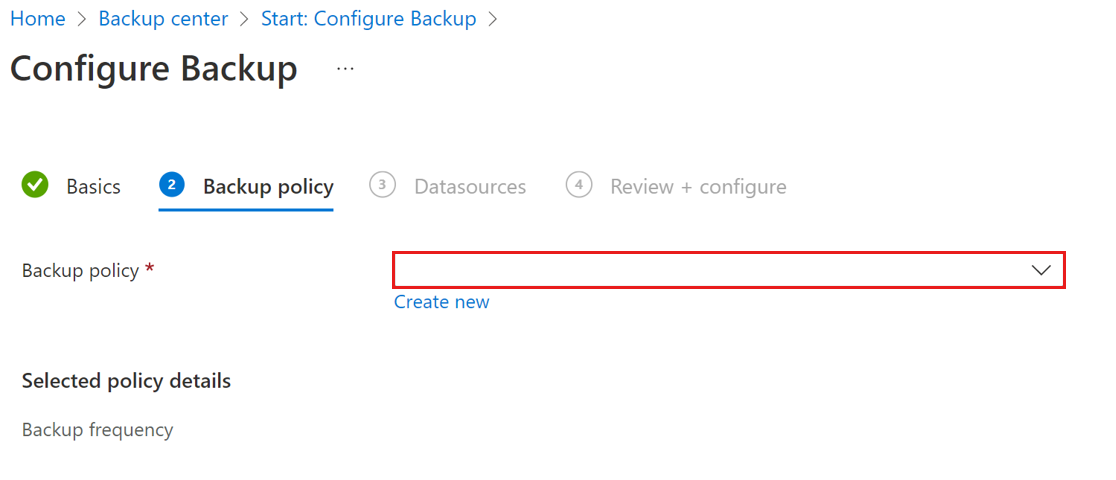 Home > Backup center > Start: Configure Backup >
Configure Backup ...
Basics 2 Backup policy 3 Datasources 4 Review + configure
Backup policy *
Create new
Selected policy details
Backup frequency